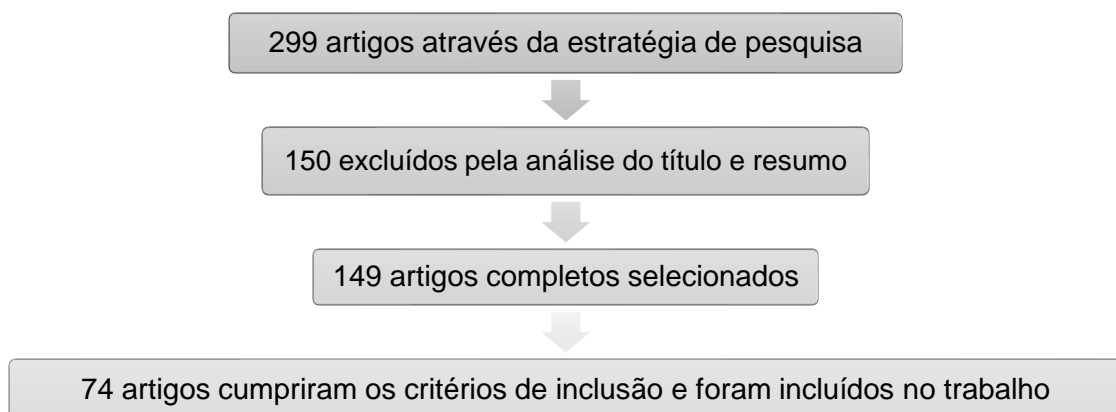 299 artigos através da estratégia de pesquisa
150 excluídos pela análise do título e resumo
149 artigos completos selecionados
74 artigos cumpriram os critérios de inclusão e foram incluídos no trabalho